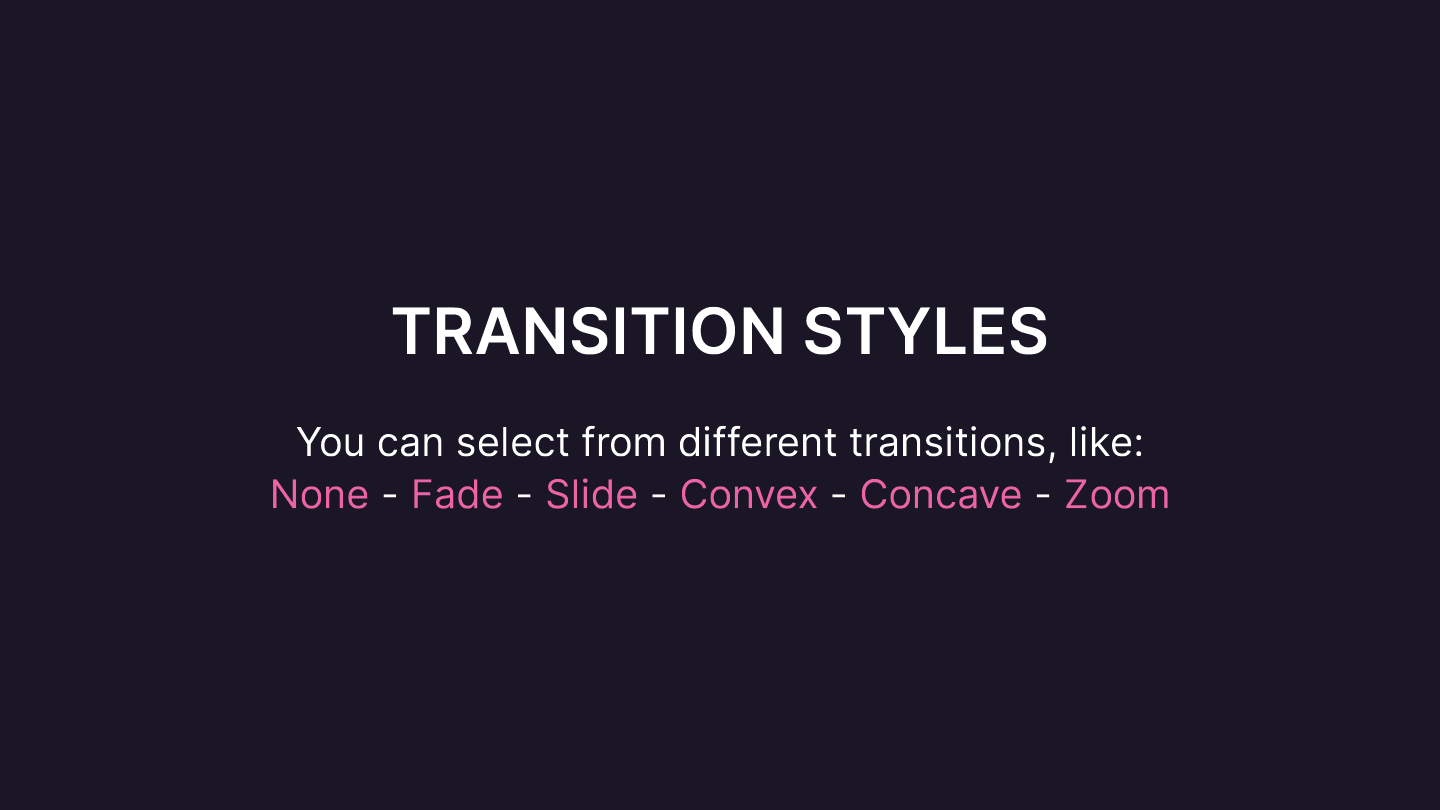 TRANSITION STYLES
You can select from different transitions, like:
None - Fade - Slide - Convex - Concave - Zoom